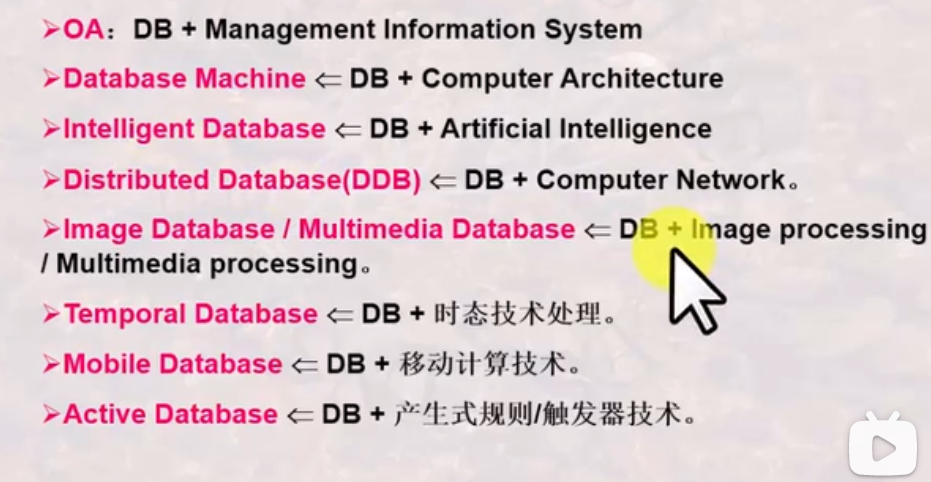 ➢OA：DB + Management Information System
➢Database Machine ⇐ DB + Computer Architecture
➢Intelligent Database ⇐ DB + Artificial Intelligence
➢Distributed Database(DDB) ⇐ DB + Computer Network。
➢Image Database / Multimedia Database ⇐ DB + Image processing
/ Multimedia processing。
➢Temporal Database ⇐ DB + 时态技术处理。
➢Mobile Database ⇐ DB + 移动计算技术。
➢Active Database ⇐ DB + 产生式规则/触发器技术。